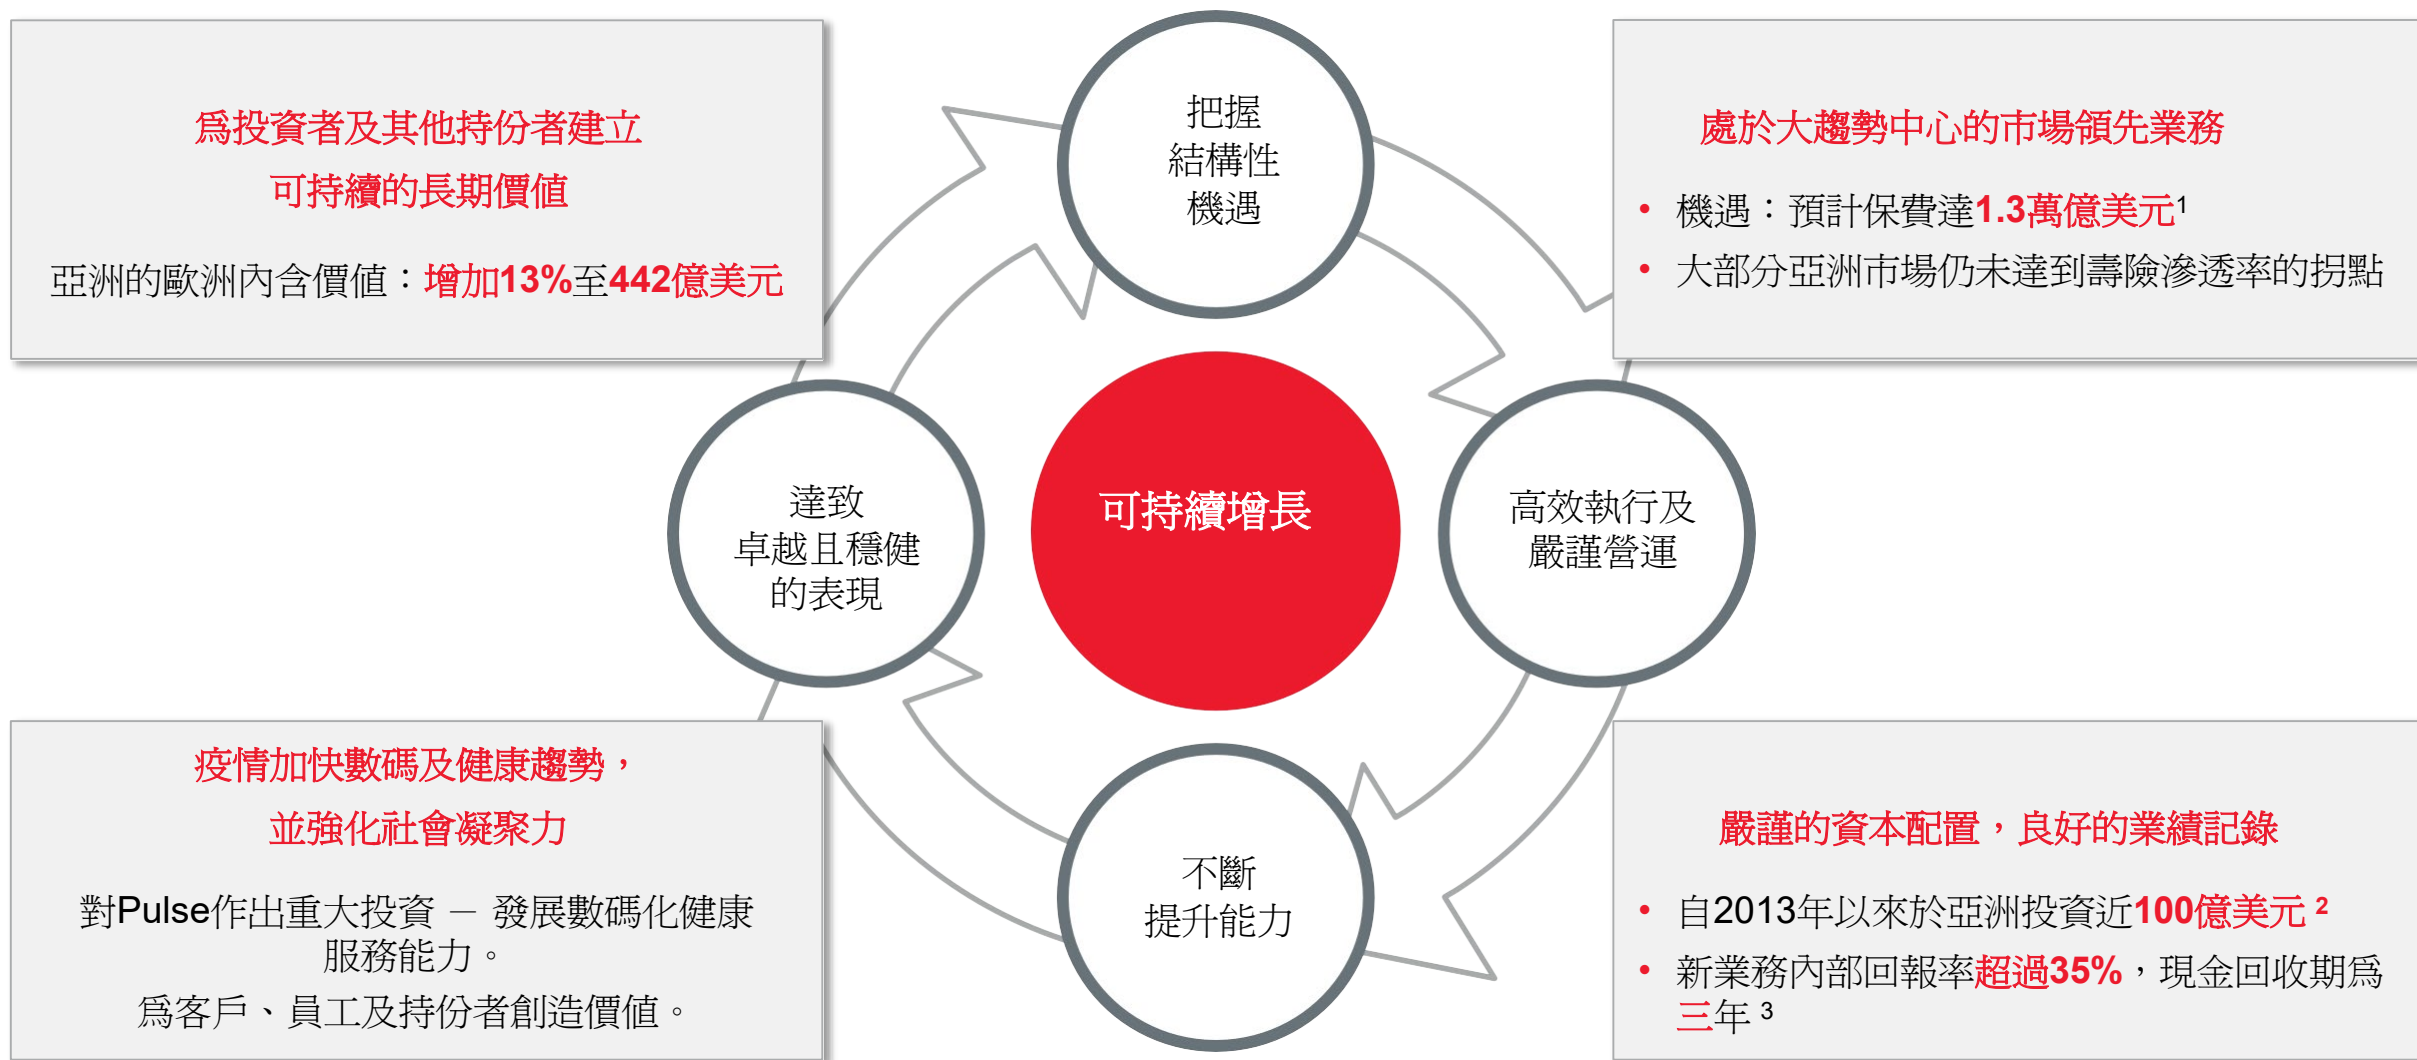 為投資者及其他持份者建立
可持續的長期價值
亞洲的歐洲內含價值：增加13%至442億美元
把握
結構性
機遇
處於大趨勢中心的市場領先業務
• 機遇：預計保費達1.3萬億美元¹
• 大部分亞洲市場仍未達到壽險滲透率的拐點
達致
卓越且穩健
的表現
可持續增長
高效執行及
嚴謹營運
疫情加快數碼及健康趨勢，
並強化社會凝聚力
對Pulse作出重大投資 － 發展數碼化健康
服務能力。
為客戶、員工及持份者創造價值。
不斷
提升能力
嚴謹的資本配置，良好的業績記錄
• 自2013年以來於亞洲投資近100億美元 ²
• 新業務內部回報率超過35%，現金回收期為
三年 ³